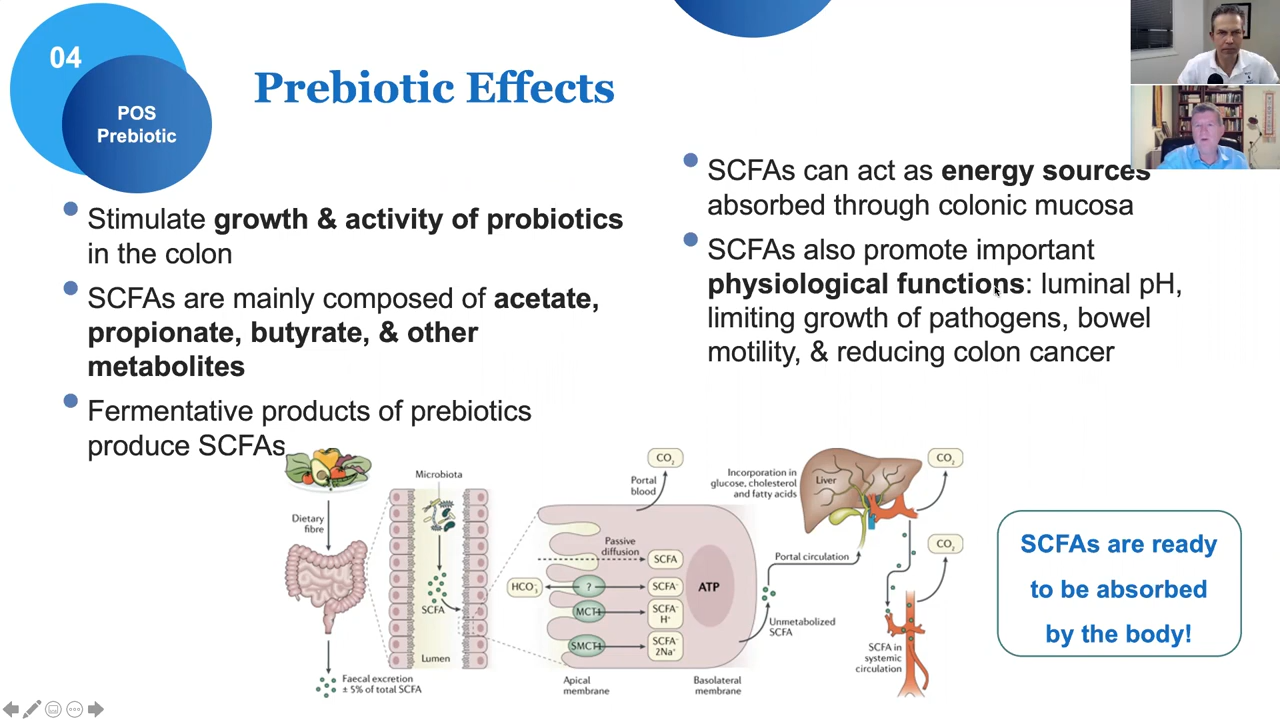 04
POS
Prebiotic
Prebiotic Effects
Stimulate growth & activity of probiotics
in the colon
SCFAs are mainly composed of acetate,
propionate, butyrate, & other
metabolites
Fermentative products of prebiotics
produce SCFAs
SCFAs can act as energy sources
absorbed through colonic mucosa
SCFAs also promote important
physiological functions: luminal pH,
limiting growth of pathogens, bowel
motility, & reducing colon cancer
Dietary
fibre
Faecal excretion
± 5% of total SCFA
Microbiota
SCFA
Lumen
CO₂
Portal
blood
Passive
diffusion
SCFA
HCO₃⁻
?
SCFA⁻
MCT1
SCFA⁻
H⁺
SMCT1
SCFA⁻
2Na⁺
ATP
Apical
membrane
Basolateral
membrane
Unmetabolized
SCFA
Portal circulation
Incorporation in
glucose, cholesterol
and fatty acids
Liver
CO₂
CO₂
SCFA in
systemic
circulation
SCFAs are ready
to be absorbed
by the body!